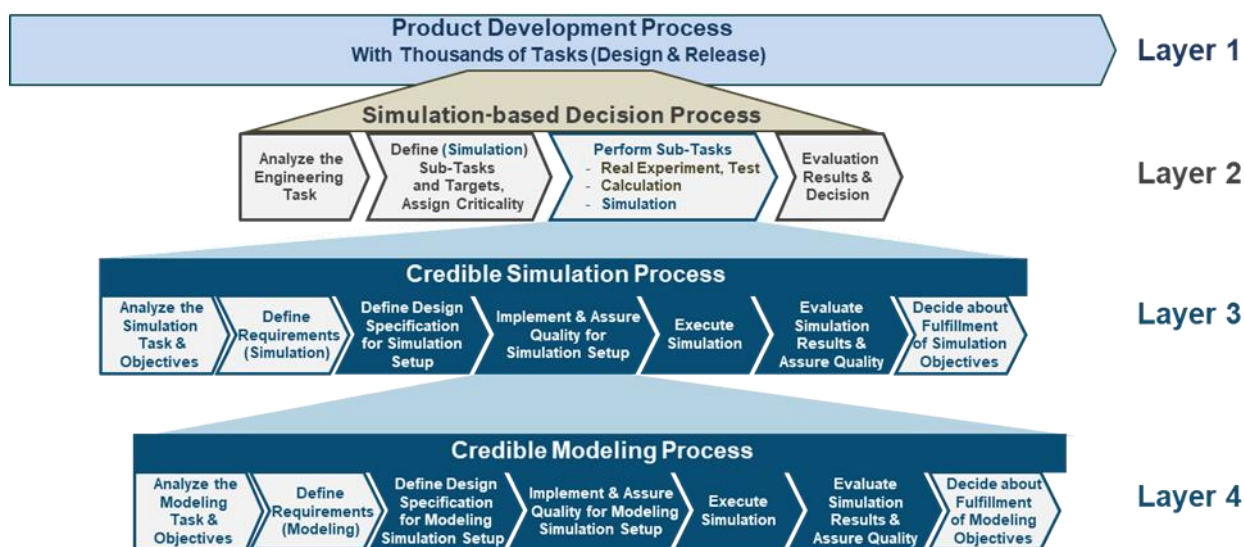 Product Development Process
With Thousands of Tasks (Design & Release)
Layer 1
Simulation-based Decision Process
Analyze the
Engineering
Task
Define (Simulation)
Sub-Tasks
and Targets,
Assign Criticality
Perform Sub-Tasks
- Real Experiment, Test
- Calculation
- Simulation
Evaluation
Results &
Decision
Layer 2
Credible Simulation Process
Analyze the
Simulation
Task &
Objectives
Define
Requirements
(Simulation)
Define Design
Specification
for Simulation
Setup
Implement & Assure
Quality for
Simulation Setup
Execute
Simulation
Evaluate
Simulation
Results &
Assure Quality
Decide about
Fulfillment
of Simulation
Objectives
Layer 3
Credible Modeling Process
Analyze the
Modeling
Task &
Objectives
Define
Requirements
(Modeling)
Define Design
Specification
for Modeling
Simulation Setup
Implement & Assure
Quality for Modeling
Simulation Setup
Execute
Simulation
Evaluate
Simulation
Results &
Assure Quality
Decide about
Fulfillment
of Modeling
Objectives
Layer 4